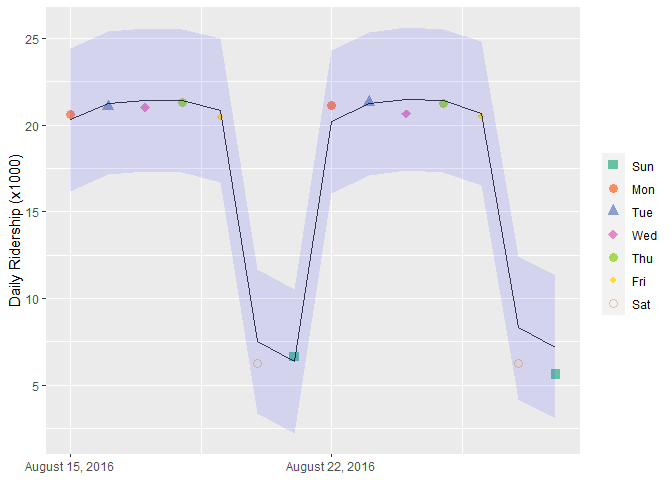 Daily Ridership (x1000)
25
20
15
10
5
August 15, 2016
August 22, 2016
Sun
Mon
Tue
Wed
Thu
Fri
Sat